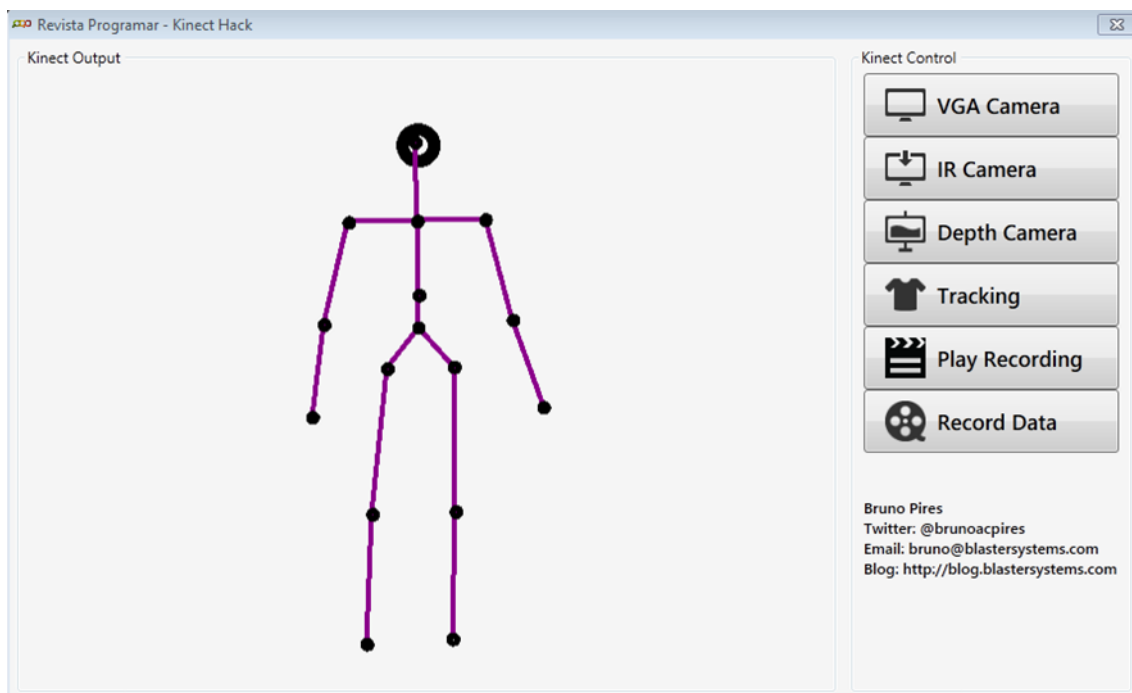 Revista Programar - Kinect Hack
Kinect Output
Kinect Control
VGA Camera
IR Camera
Depth Camera
Tracking
Play Recording
Record Data
Bruno Pires
Twitter: @brunoacpires
Email: bruno@blastersystems.com
Blog: http://blog.blastersystems.com